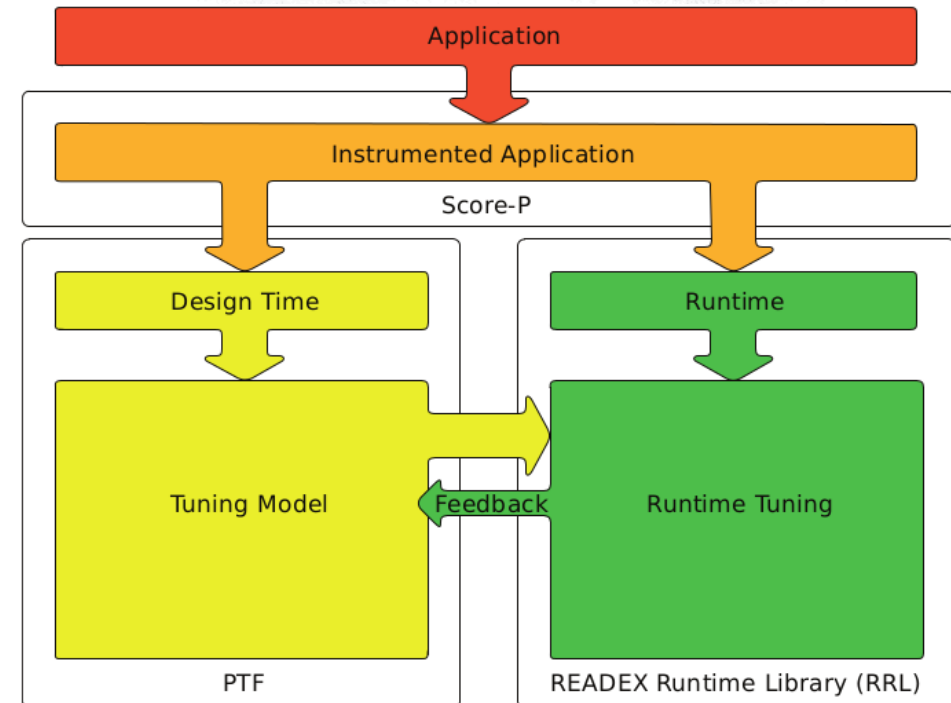 Application
Instrumented Application
Score-P
Design Time
Runtime
Tuning Model
Feedback
Runtime Tuning
PTF
READEX Runtime Library (RRL)